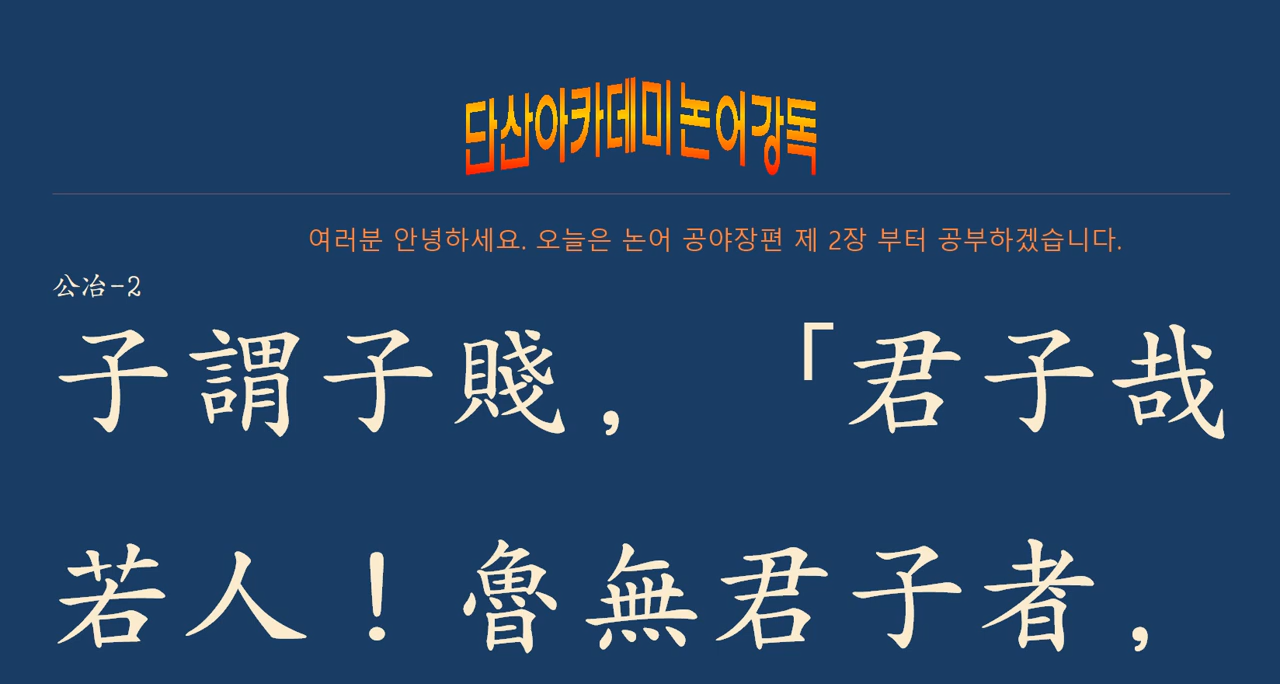 단산아카데미 논어강독
여러분 안녕하세요. 오늘은 논어 공야장편 제 2장 부터 공부하겠습니다.
公冶-2
子謂子賤，「君子哉
若人！魯無君子者，